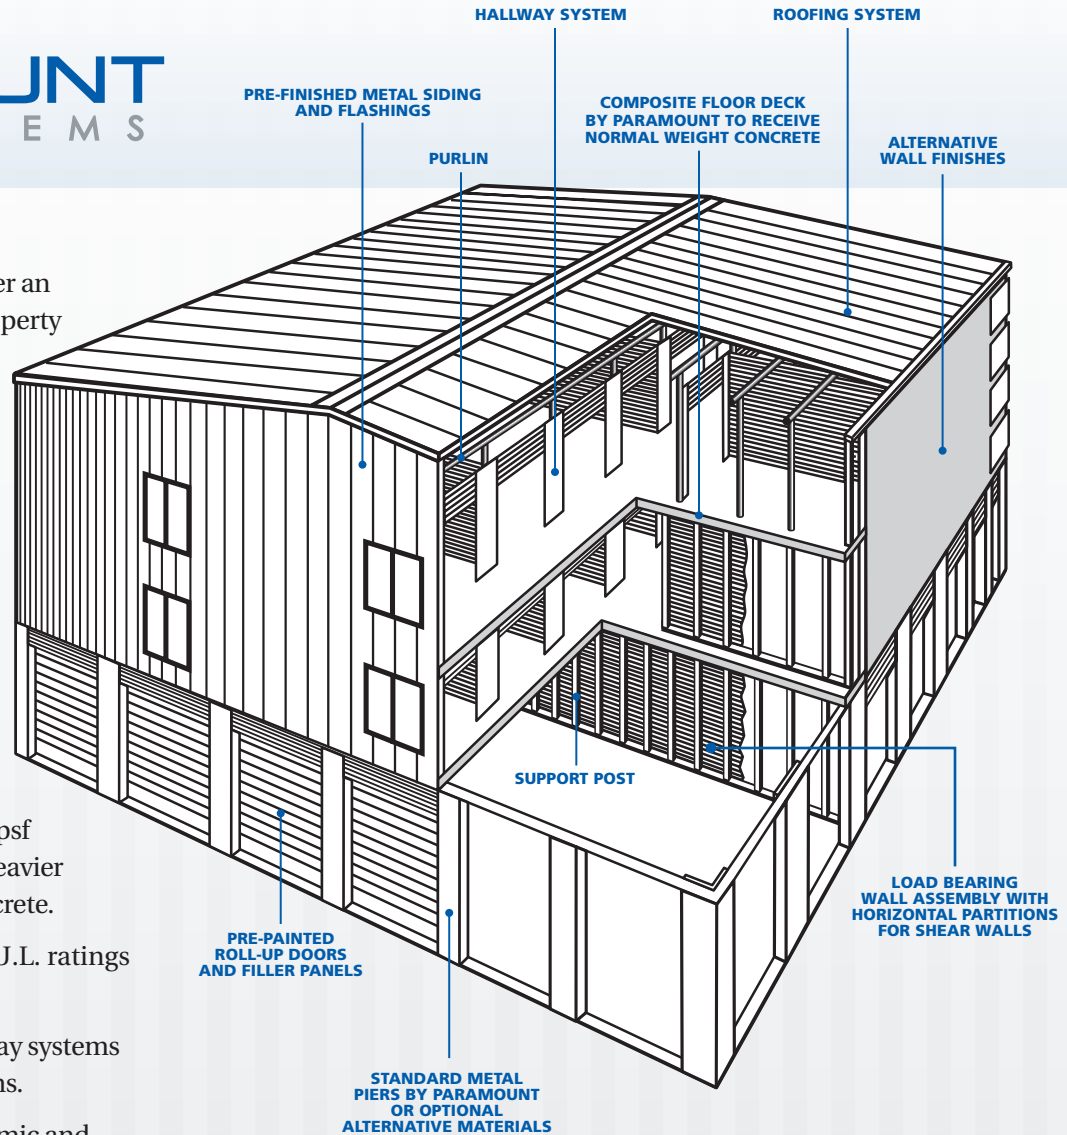 HALLWAY SYSTEM
ROOFING SYSTEM
UNT
EMS
PRE-FINISHED METAL SIDING
AND FLASHINGS
COMPOSITE FLOOR DECK
BY PARAMOUNT TO RECEIVE
NORMAL WEIGHT CONCRETE
PURLIN
ALTERNATIVE
WALL FINISHES
er an
perty
SUPPORT POST
psf
eavier
crete.
U.L. ratings
ay systems
ns.
mic and
LOAD BEARING
WALL ASSEMBLY WITH
HORIZONTAL PARTITIONS
FOR SHEAR WALLS
PRE-PAINTED
ROLL-UP DOORS
AND FILLER PANELS
STANDARD METAL
PIERS BY PARAMOUNT
OR OPTIONAL
ALTERNATIVE MATERIALS